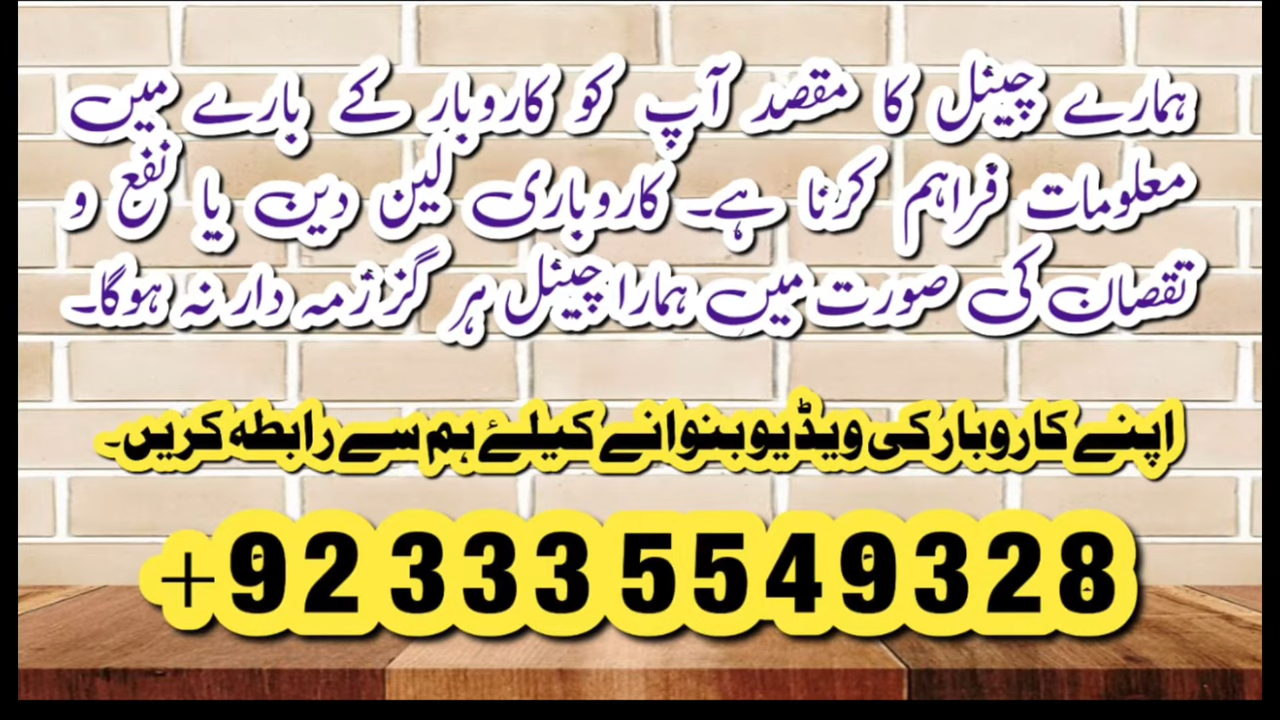 ہمارے چینل کا مقصد آپ کو کاروبار کے بارے میں
معلومات فراہم کرنا ہے۔ کاروباری لین دین یا نفع و
نقصان کی صورت میں ہمارا چینل ہر گز ذمہ دار نہ ہوگا۔
اپنے کاروبار کی ویڈیو بنوانے کیلئے ہم سے رابطہ کریں۔
+92 333 5549328